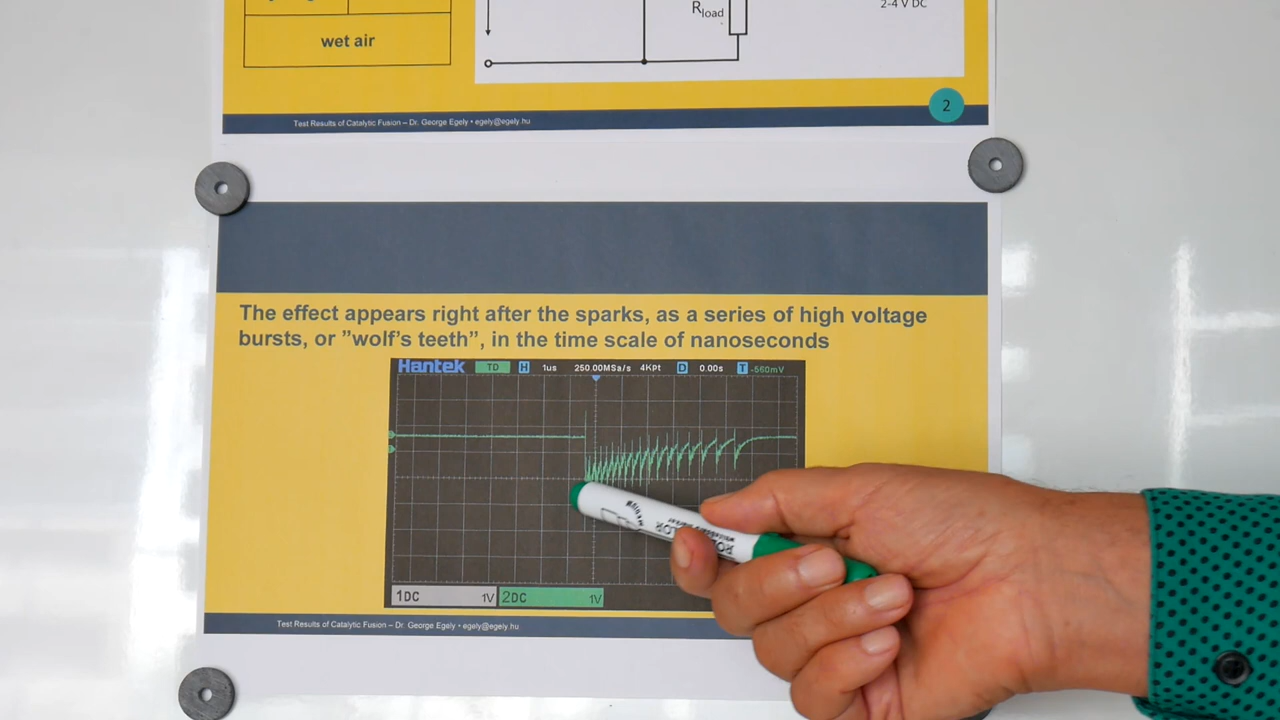 wet air
Rload
2-4 V DC
2
Test Results of Catalytic Fusion – Dr. George Egely • egely@egely.hu
The effect appears right after the sparks, as a series of high voltage
bursts, or ”wolf’s teeth”, in the time scale of nanoseconds
Hantek TD H 1us 250.00MSa/s 4KPt D 0.00s T -560mV
1DC 1V 2DC 1V
Test Results of Catalytic Fusion – Dr. George Egely • egely@egely.hu